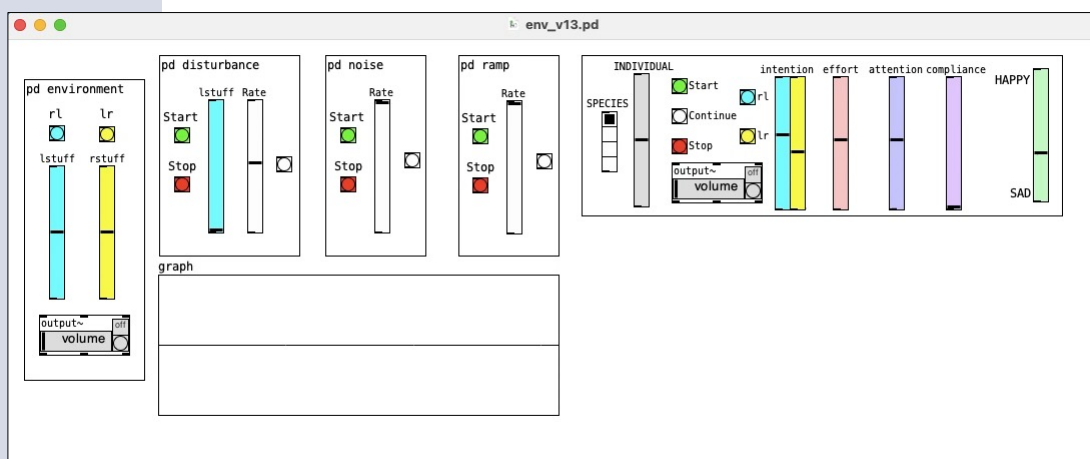 env_v13.pd
pd environment
rl
lr
lstuff
rstuff
output~
off
volume
pd disturbance
lstuff
Rate
Start
Stop
pd noise
Rate
Start
Stop
pd ramp
Rate
Start
Stop
graph
SPECIES
INDIVIDUAL
Start
Continue
Stop
rl
lr
output~
off
volume
intention
effort
attention
compliance
HAPPY
SAD